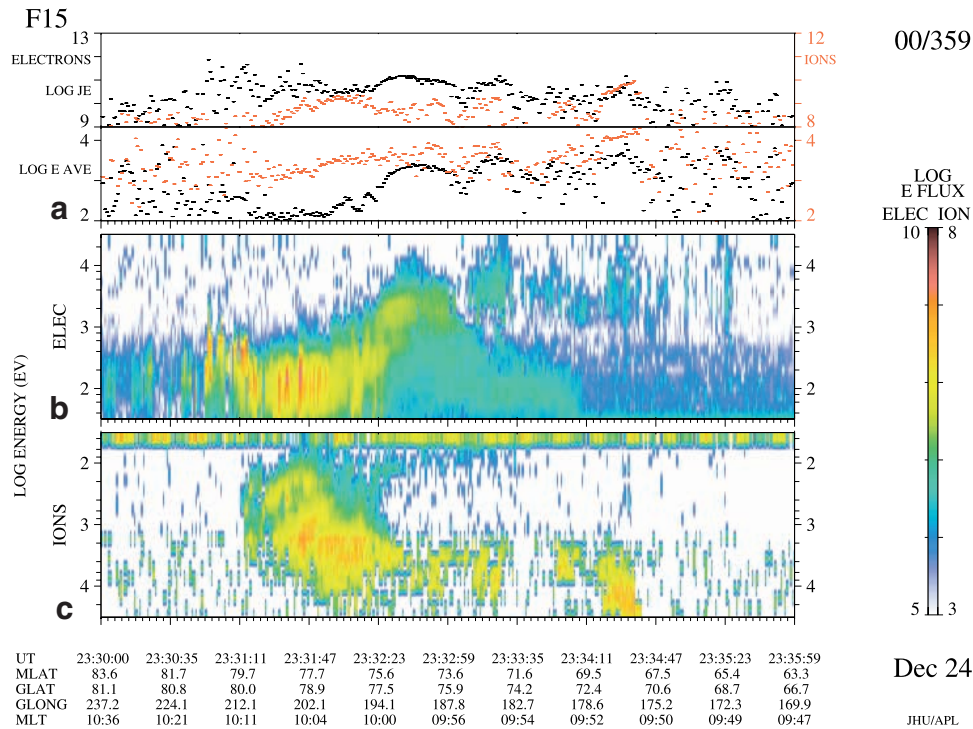 F15
00/359
13
12
ELECTRONS
IONS
LOG JE
9
8
4
4
LOG E AVE
a
2
2
LOG
E FLUX
ELEC ION
10 8
4
4
ELEC
3
3
2
2
b
LOG ENERGY (EV)
2
2
IONS
3
3
4
4
c
5 3
UT 23:30:00 23:30:35 23:31:11 23:31:47 23:32:23 23:32:59 23:33:35 23:34:11 23:34:47 23:35:23 23:35:59
MLAT 83.6 81.7 79.7 77.7 75.6 73.6 71.6 69.5 67.5 65.4 63.3
GLAT 81.1 80.8 80.0 78.9 77.5 75.9 74.2 72.4 70.6 68.7 66.7
GLONG 237.2 224.1 212.1 202.1 194.1 187.8 182.7 178.6 175.2 172.3 169.9
MLT 10:36 10:21 10:11 10:04 10:00 09:56 09:54 09:52 09:50 09:49 09:47
Dec 24
JHU/APL